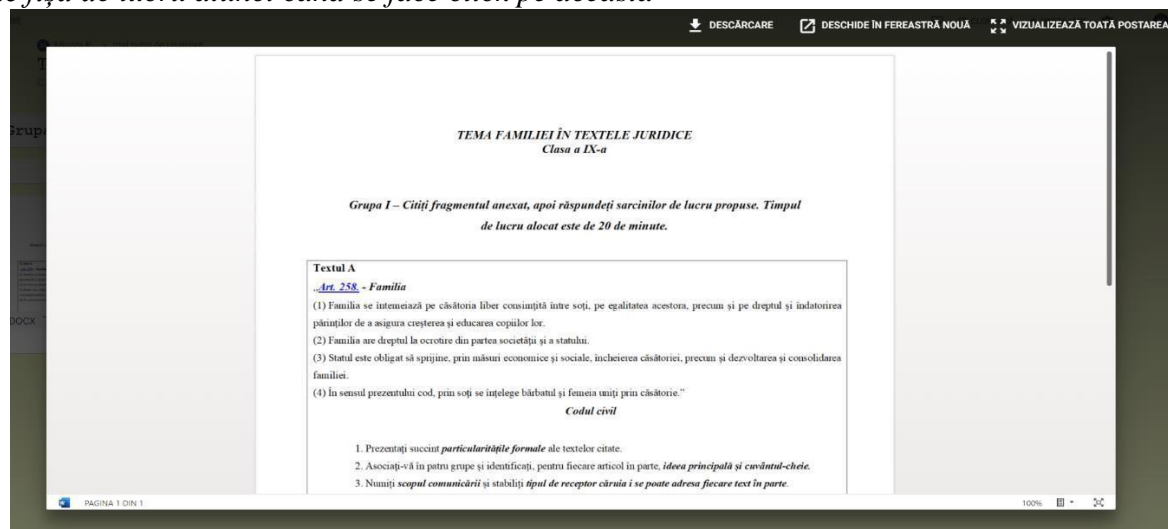 fișa de lucru atunci când se face click pe aceasta
DESCĂRCARE DESCHIDE ÎN FEREASTRĂ NOUĂ VIZUALIZEAZĂ TOATĂ POSTAREA
TEMA FAMILIEI ÎN TEXTELE JURIDICE
Clasa a IX-a
Grupa I – Citiți fragmentul anexat, apoi răspundeți sarcinilor de lucru propuse. Timpul
de lucru alocat este de 20 de minute.
Textul A
„Art. 258. - Familia
(1) Familia se întemeiază pe căsătoria liber consimțită între soți, pe egalitatea acestora, precum și pe dreptul și îndatorirea
părinților de a asigura creșterea și educarea copiilor lor.
(2) Familia are dreptul la ocrotire din partea societății și a statului.
(3) Statul este obligat să sprijine, prin măsuri economice și sociale, încheierea căsătoriei, precum și dezvoltarea și consolidarea
familiei.
(4) În sensul prezentului cod, prin soți se înțelege bărbatul și femeia uniți prin căsătorie.”
Codul civil
1. Prezentați succint particularitățile formale ale textelor citate.
2. Asociați-vă în patru grupe și identificați, pentru fiecare articol în parte, ideea principală și cuvântul-cheie.
3. Numiți scopul comunicării și stabiliți tipul de receptor căruia i se poate adresa fiecare text în parte.
PAGINA 1 DIN 1 100%